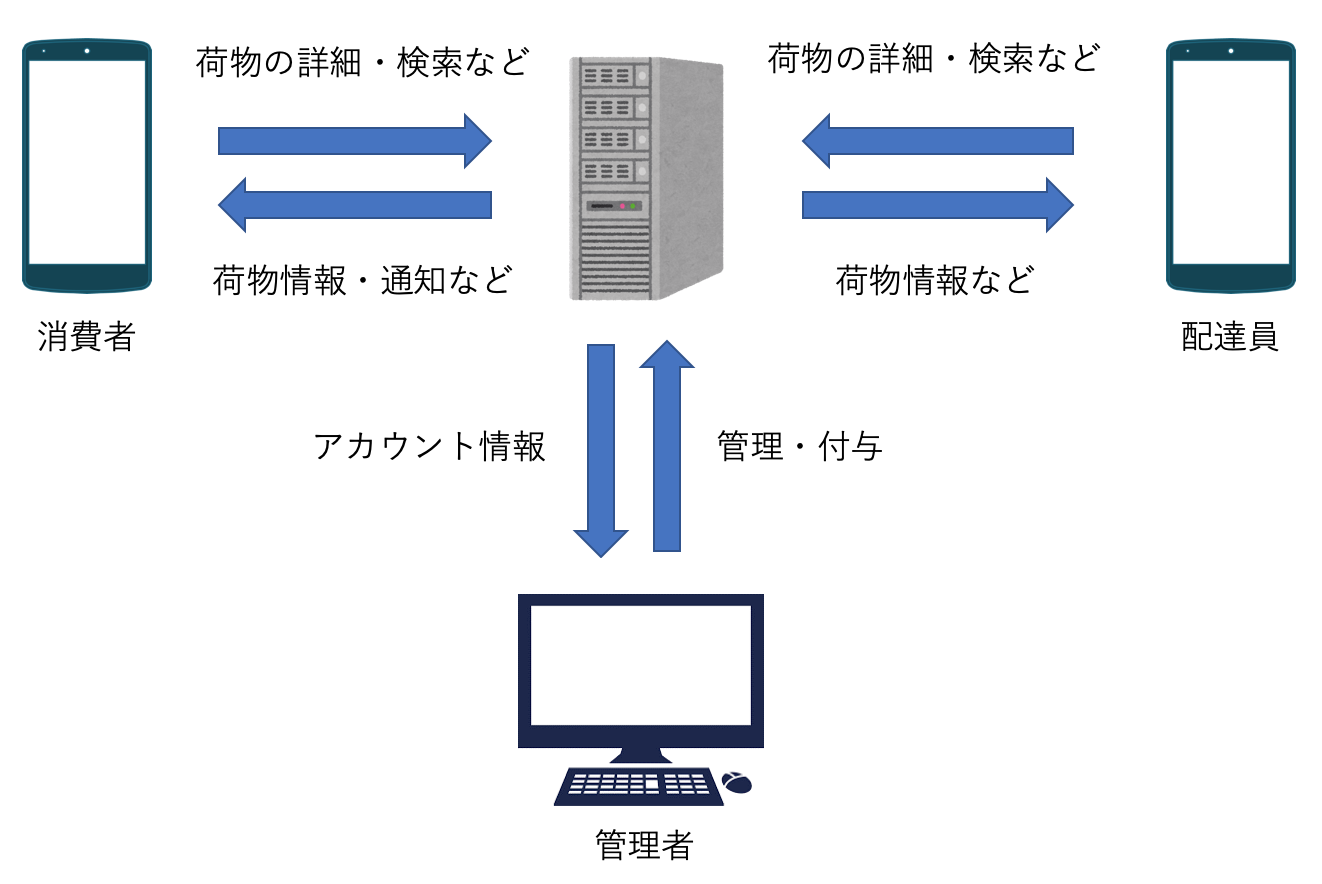 荷物の詳細・検索など
荷物の詳細・検索など
荷物情報・通知など
荷物情報など
消費者
配達員
アカウント情報
管理・付与
管理者